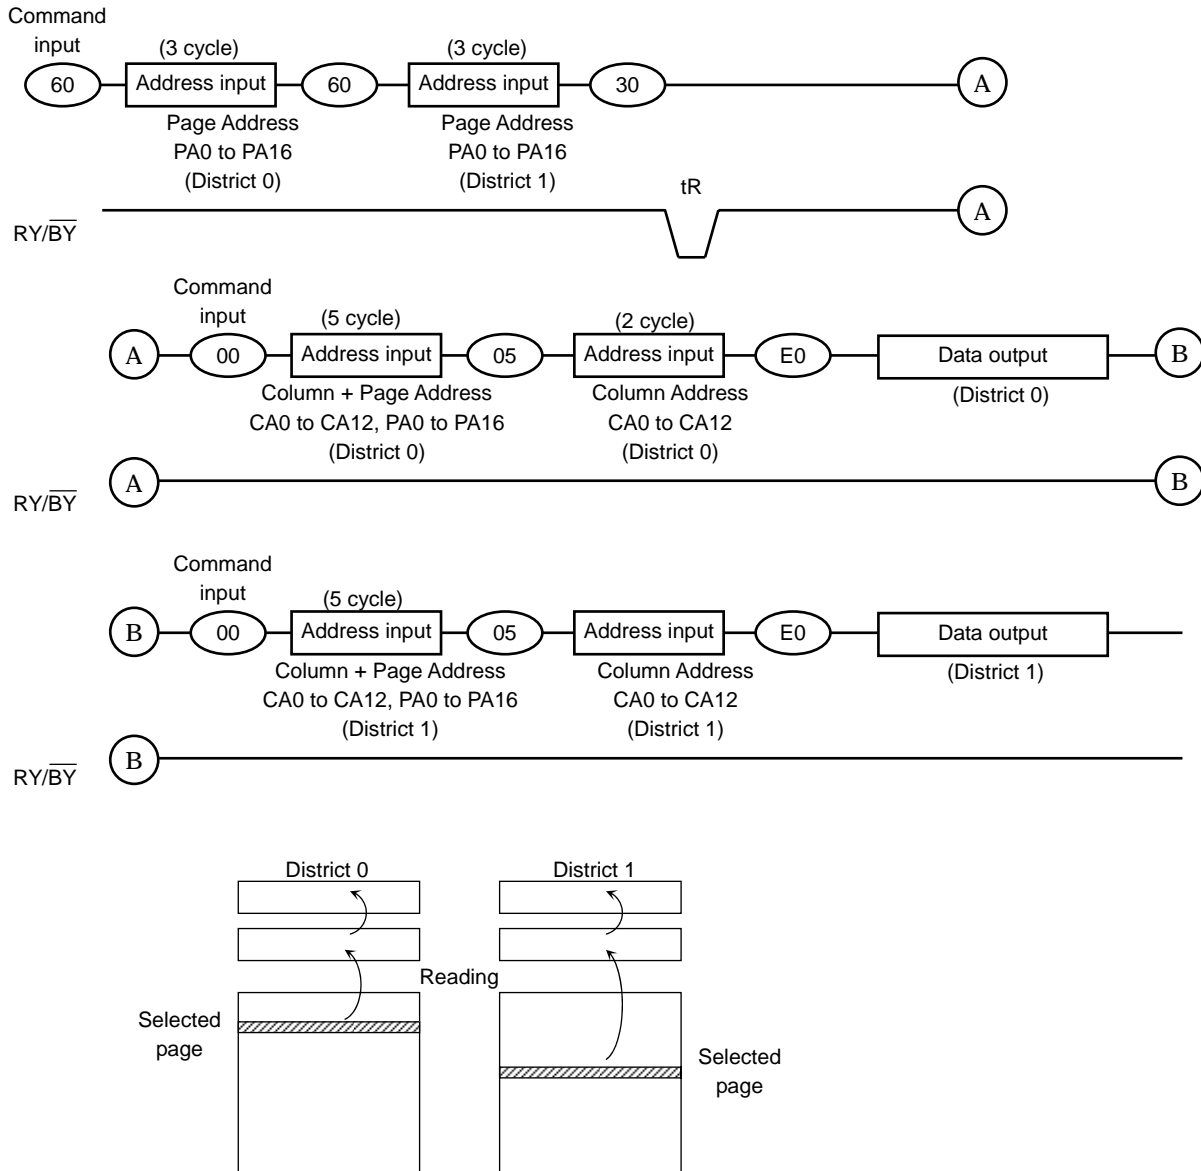 Command
input
(3 cycle) (3 cycle)
60 Address input 60 Address input 30 A
Page Address Page Address
PA0 to PA16 PA0 to PA16
(District 0) (District 1)
tR
RY/BY A
Command
input
(5 cycle) (2 cycle)
A 00 Address input 05 Address input E0 Data output B
Column + Page Address Column Address (District 0)
CA0 to CA12, PA0 to PA16 CA0 to CA12
(District 0) (District 0)
RY/BY A B
Command
input
(5 cycle)
B 00 Address input 05 Address input E0 Data output
Column + Page Address Column Address (District 1)
CA0 to CA12, PA0 to PA16 CA0 to CA12
(District 1) (District 1)
RY/BY B
District 0 District 1
Reading
Selected
page
Selected
page